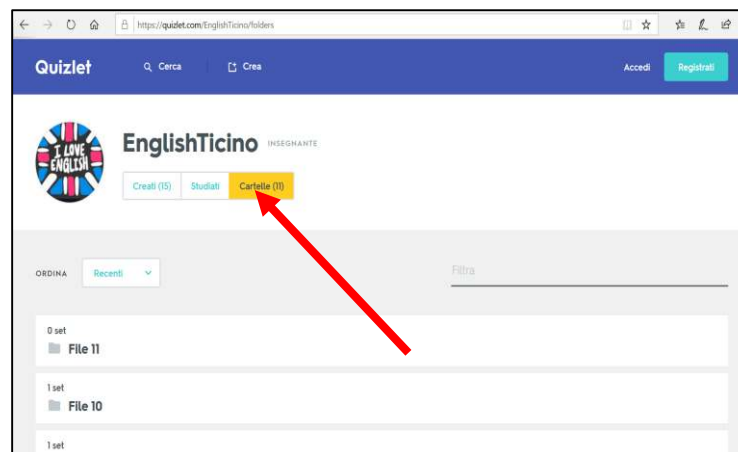 https://quizlet.com/EnglishTicino/folders
Quizlet Cerca Crea Accedi Registrati
I LOVE
ENGLISH
EnglishTicino INSEGNANTE
Creati (15) Studiati Cartelle (11)
ORDINA Recenti Filtra
0 set
File 11
1 set
File 10
1 set